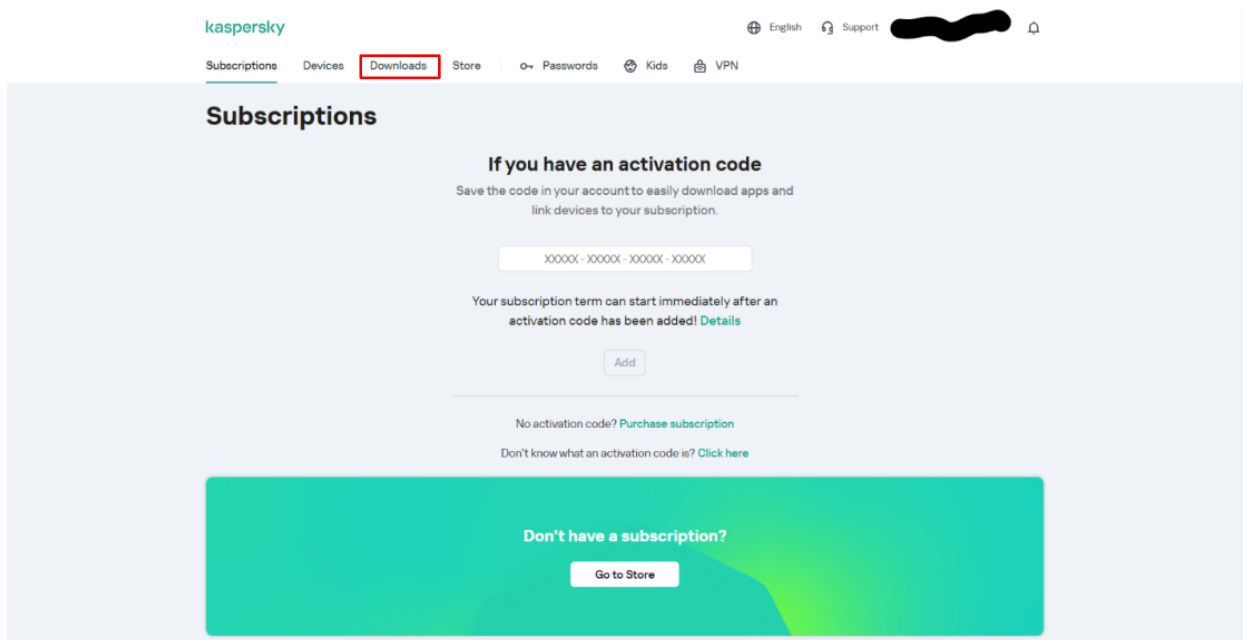 kaspersky
English Support
Subscriptions Devices Downloads Store Passwords Kids VPN
Subscriptions
If you have an activation code
Save the code in your account to easily download apps and
link devices to your subscription.
XXXXX - XXXXX - XXXXX - XXXXX
Your subscription term can start immediately after an
activation code has been added! Details
Add
No activation code? Purchase subscription
Don't know what an activation code is? Click here
Don't have a subscription?
Go to Store